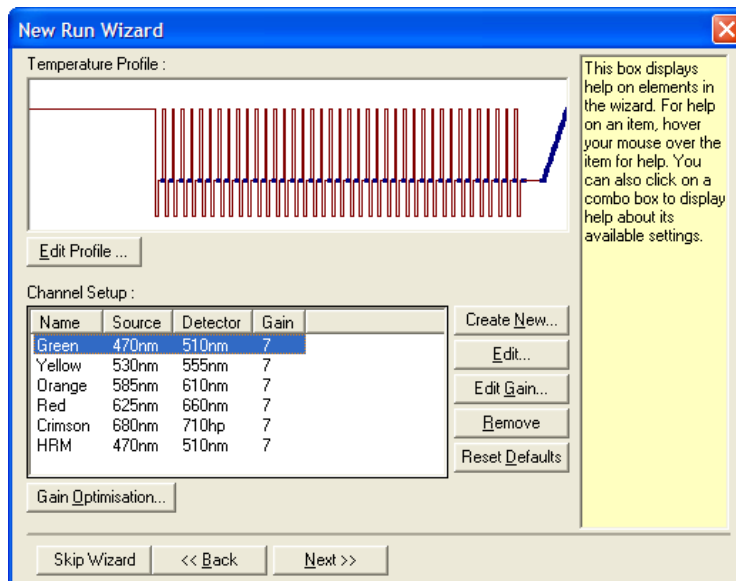 New Run Wizard
Temperature Profile :
This box displays
help on elements in
the wizard. For help
on an item, hover
your mouse over the
item for help. You
can also click on a
combo box to display
help about its
available settings.
Edit Profile ...
Channel Setup :
Name Source Detector Gain
Green 470nm 510nm 7
Yellow 530nm 555nm 7
Orange 585nm 610nm 7
Red 625nm 660nm 7
Crimson 680nm 710hp 7
HRM 470nm 510nm 7
Create New...
Edit...
Edit Gain...
Remove
Reset Defaults
Gain Optimisation...
Skip Wizard << Back Next >>